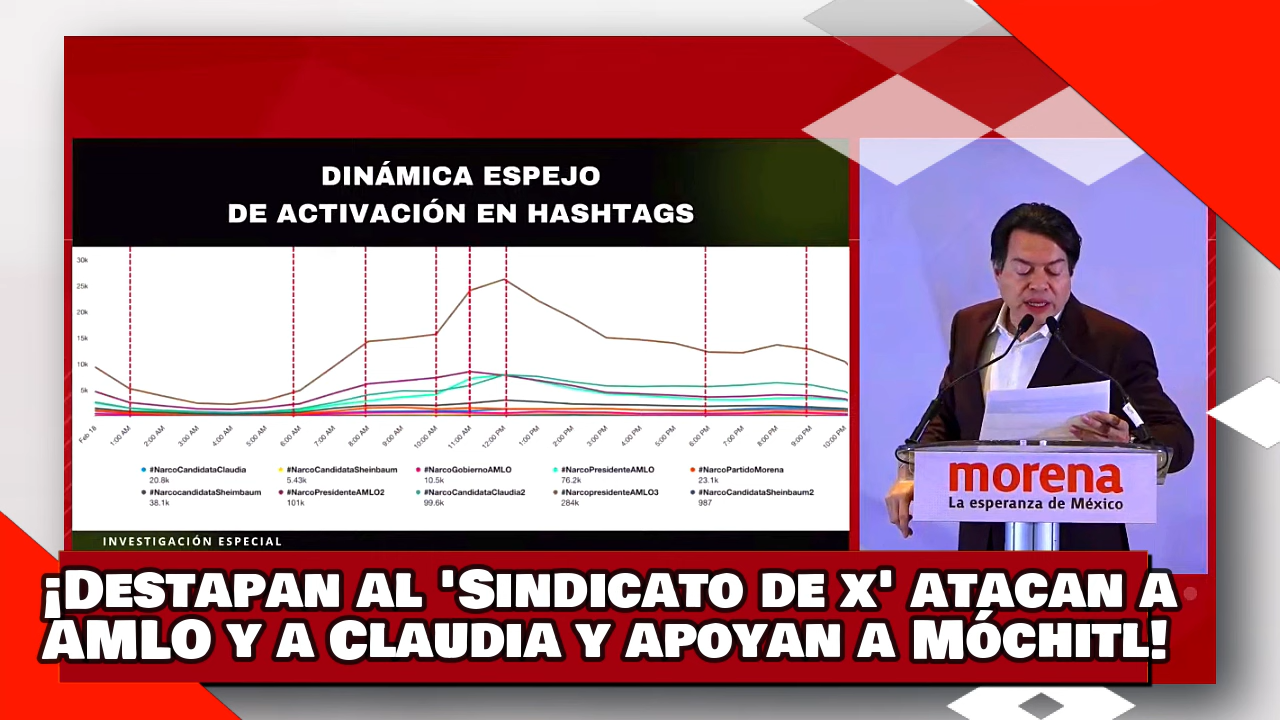 DINÁMICA ESPEJO
DE ACTIVACIÓN EN HASHTAGS
30k
25k
20k
15k
10k
5k
Feb 18 1:00 AM 2:00 AM 3:00 AM 4:00 AM 5:00 AM 6:00 AM 7:00 AM 8:00 AM 9:00 AM 10:00 AM 11:00 AM 12:00 PM 1:00 PM 2:00 PM 3:00 PM 4:00 PM 5:00 PM 6:00 PM 7:00 PM 8:00 PM 9:00 PM 10:00 PM
#NarcoCandidataClaudia #NarcoCandidataSheinbaum #NarcoGobiernoAMLO #NarcoPresidenteAMLO #NarcoPartidoMorena
20.8k 5.43k 10.5k 76.2k 23.1k
#NarcocandidataSheimbaum #NarcoPresidenteAMLO2 #NarcoCandidataClaudia2 #NarcopresidenteAMLO3 #NarcoCandidataSheinbaum2
38.1k 101k 99.6k 284k 987
INVESTIGACIÓN ESPECIAL
morena
La esperanza de México
¡Destapan al 'Sindicato de x' atacan a
AMLO y a Claudia y apoyan a Móchitl!